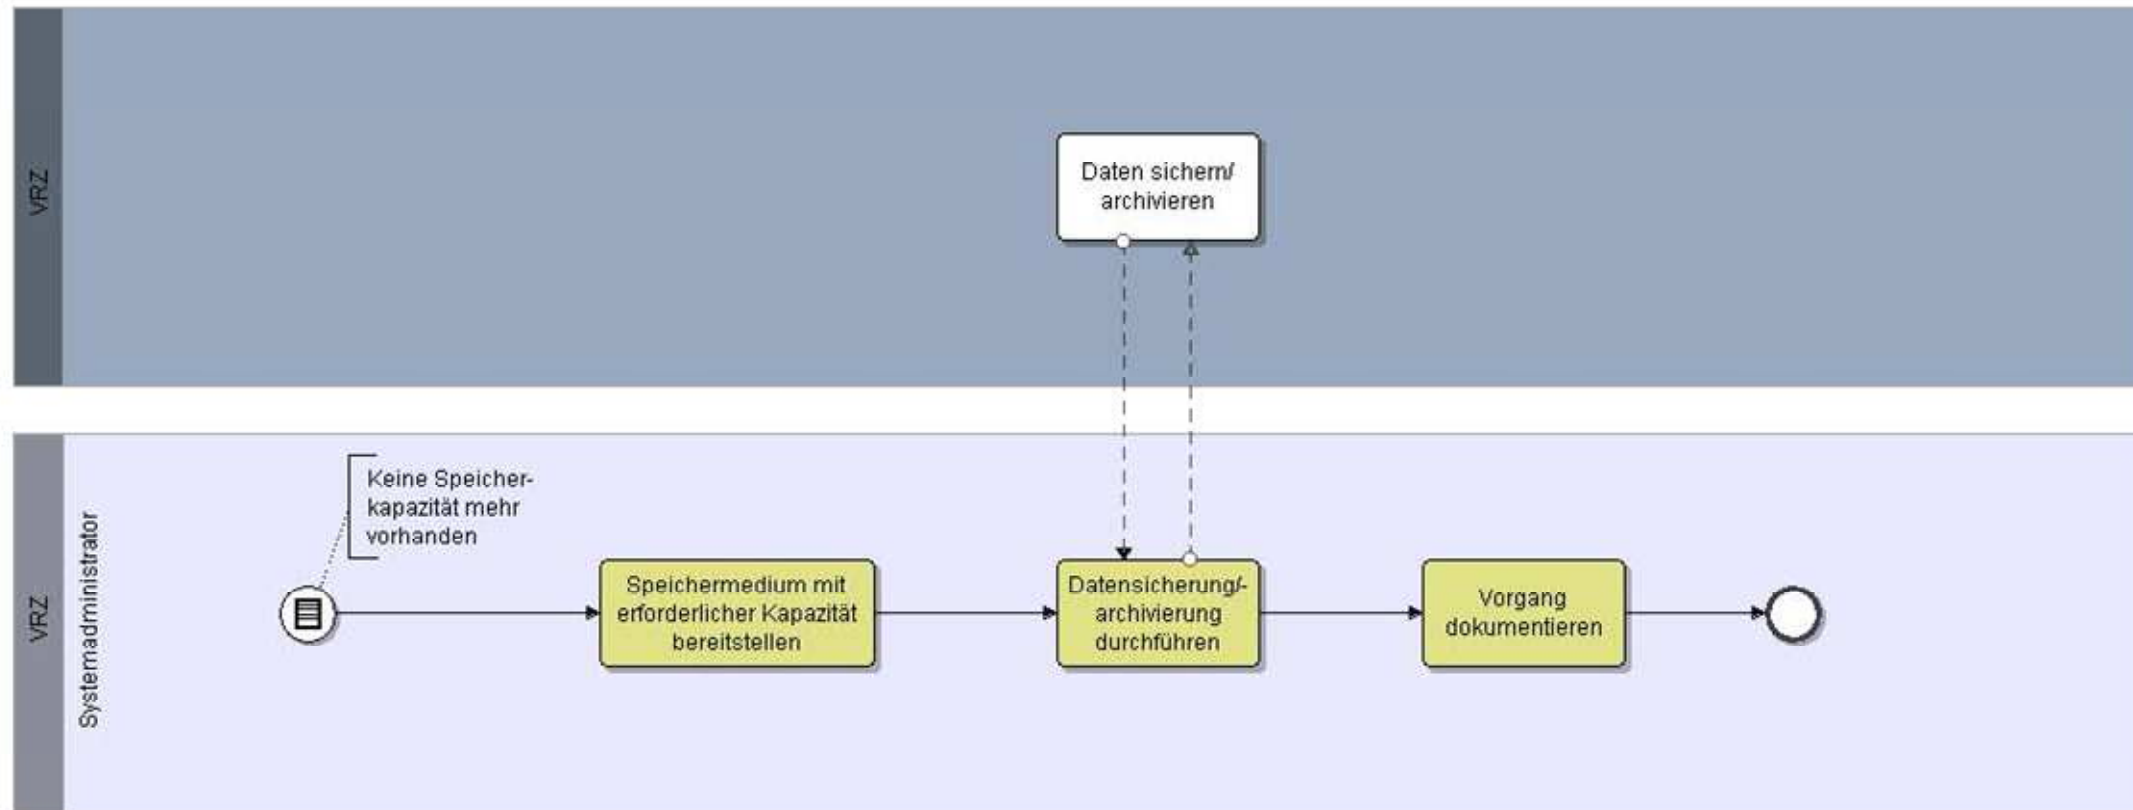 VRZ
Daten sichern/
archivieren
VRZ
Systemadministrator
Keine Speicher-
kapazität mehr
vorhanden
Speichermedium mit
erforderlicher Kapazität
bereitstellen
Datensicherung/-
archivierung
durchführen
Vorgang
dokumentieren